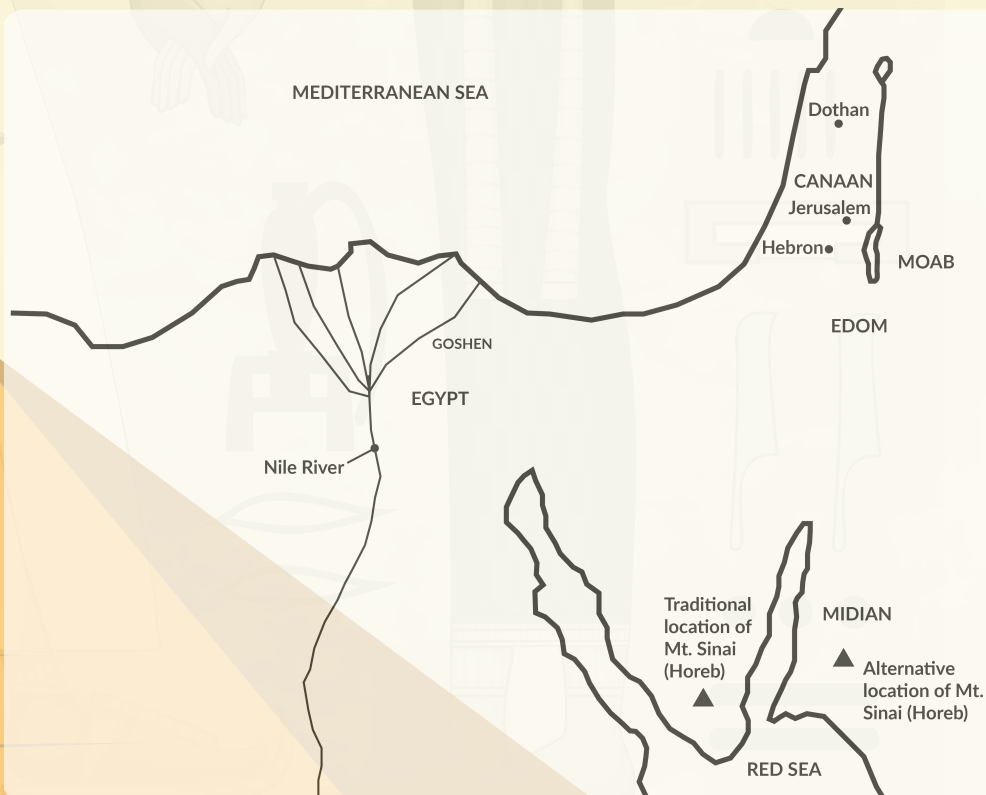 MEDITERRANEAN SEA
Dothan
CANAAN
Jerusalem
Hebron
MOAB
EDOM
GOSHEN
EGYPT
Nile River
Traditional
location of
Mt. Sinai
(Horeb)
MIDIAN
Alternative
location of Mt.
Sinai (Horeb)
RED SEA